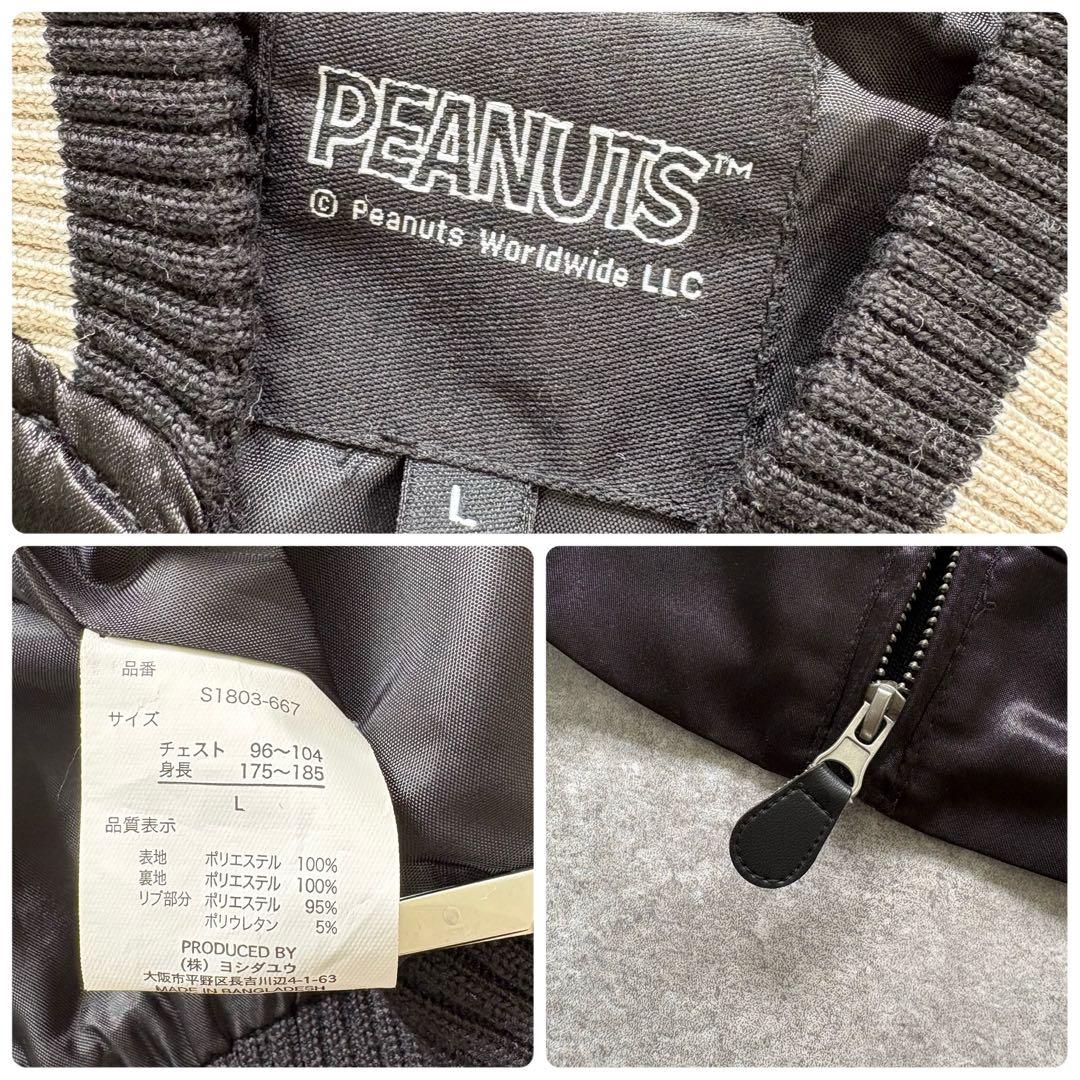 PEANUTS™
© Peanuts Worldwide LLC
L
品番
S1803-667
サイズ
チェスト 96〜104
身長 175〜185
L
品質表示
表地 ポリエステル 100%
裏地 ポリエステル 100%
リブ部分 ポリエステル 95%
ポリウレタン 5%
PRODUCED BY
(株) ヨシダユウ
大阪市平野区長吉川辺4-1-63
MADE IN BANGLADESH